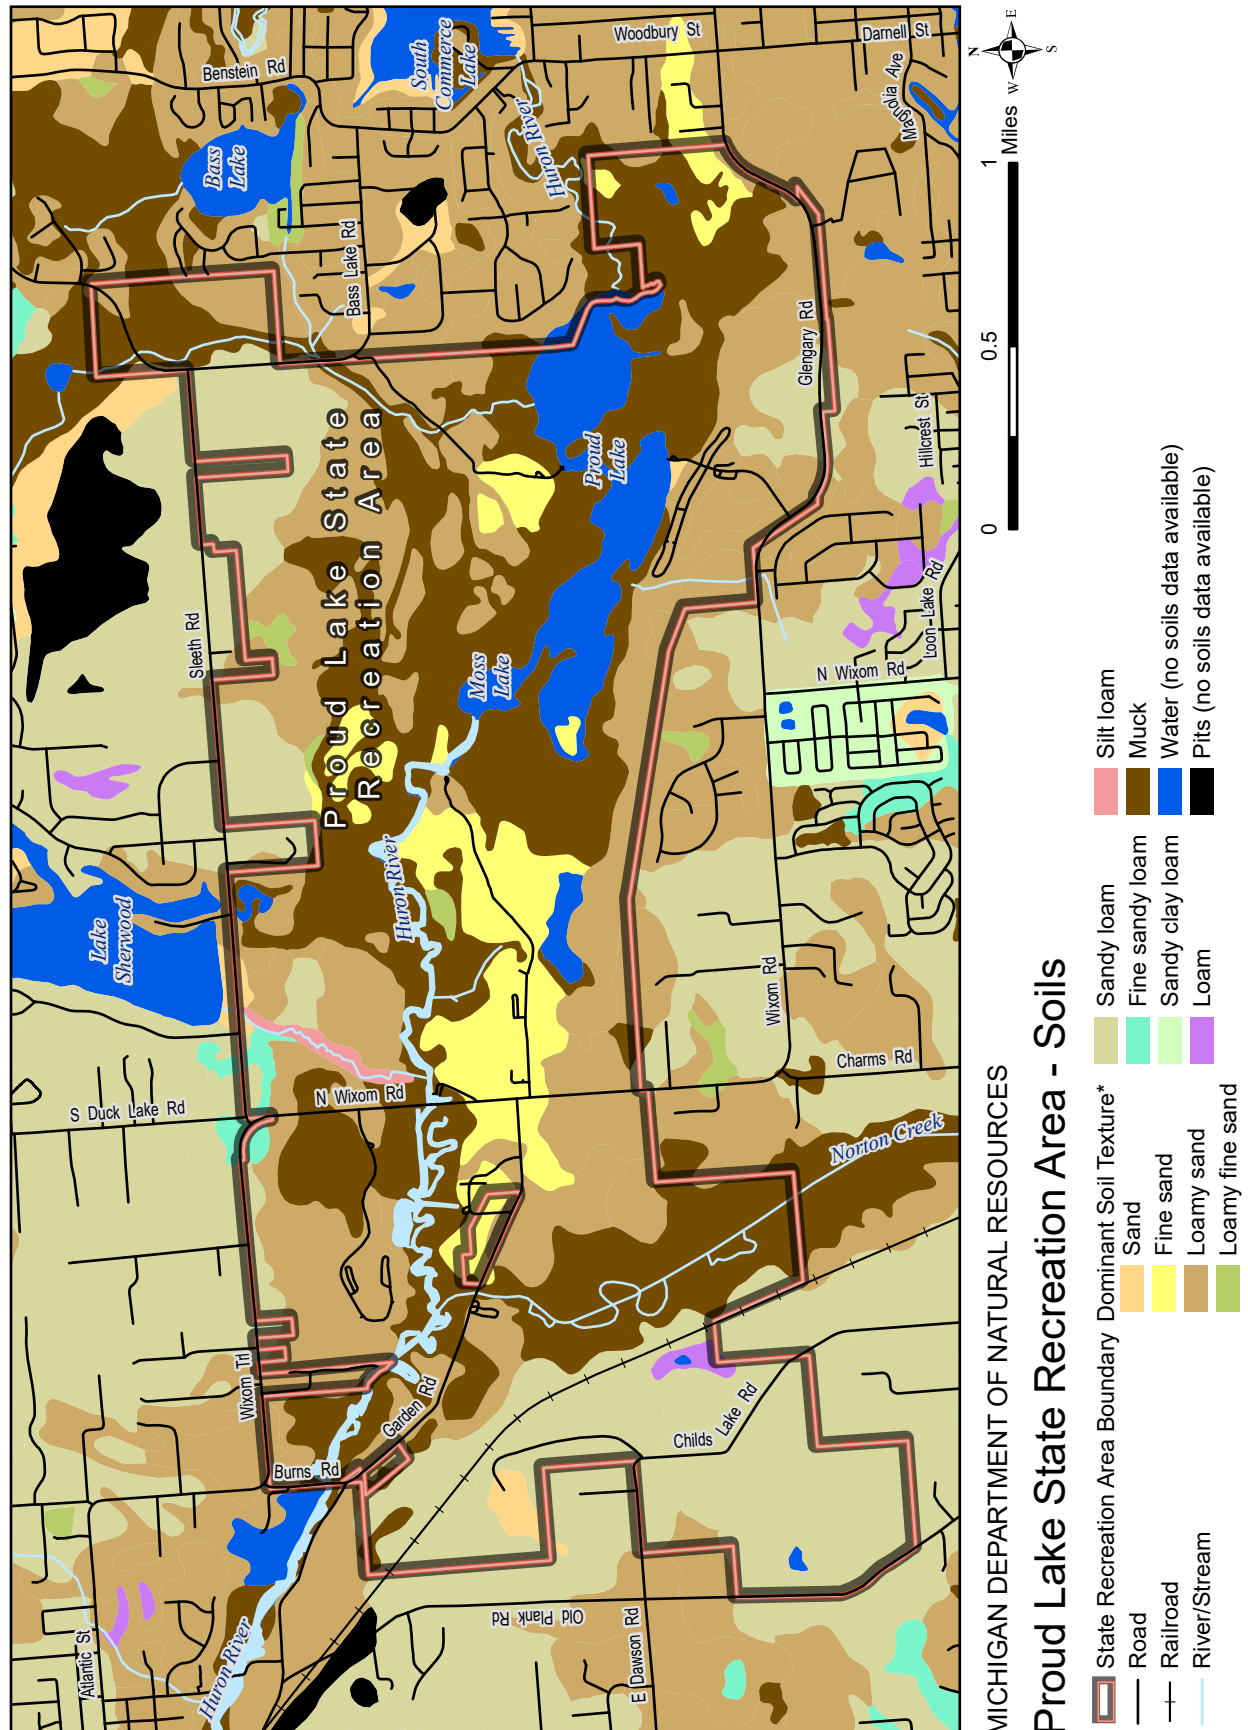 Woodbury St
Darnell St
Magnolia Ave
Benstein Rd
South
Commerce
Lake
Bass
Lake
Huron River
Bass Lake Rd
Glengary Rd
Hillcrest St
Loon Lake Rd
N Wixom Rd
Proud
Lake
Moss
Lake
Sleeth Rd
Proud Lake State
Recreation Area
Huron River
Lake
Sherwood
Wixom Rd
Charms Rd
S Duck Lake Rd
N Wixom Rd
Norton Creek
Wixom Trl
Burns Rd
Garden Rd
Childs Lake Rd
Old Plank Rd
E Dawson Rd
Atlantic St
Huron River
N
E
S
W
0
0.5
1
Miles
MICHIGAN DEPARTMENT OF NATURAL RESOURCES
Proud Lake State Recreation Area - Soils
State Recreation Area Boundary
Road
Railroad
River/Stream
Dominant Soil Texture*
Sand
Fine sand
Loamy sand
Loamy fine sand
Sandy loam
Fine sandy loam
Sandy clay loam
Loam
Silt loam
Muck
Water (no soils data available)
Pits (no soils data available)